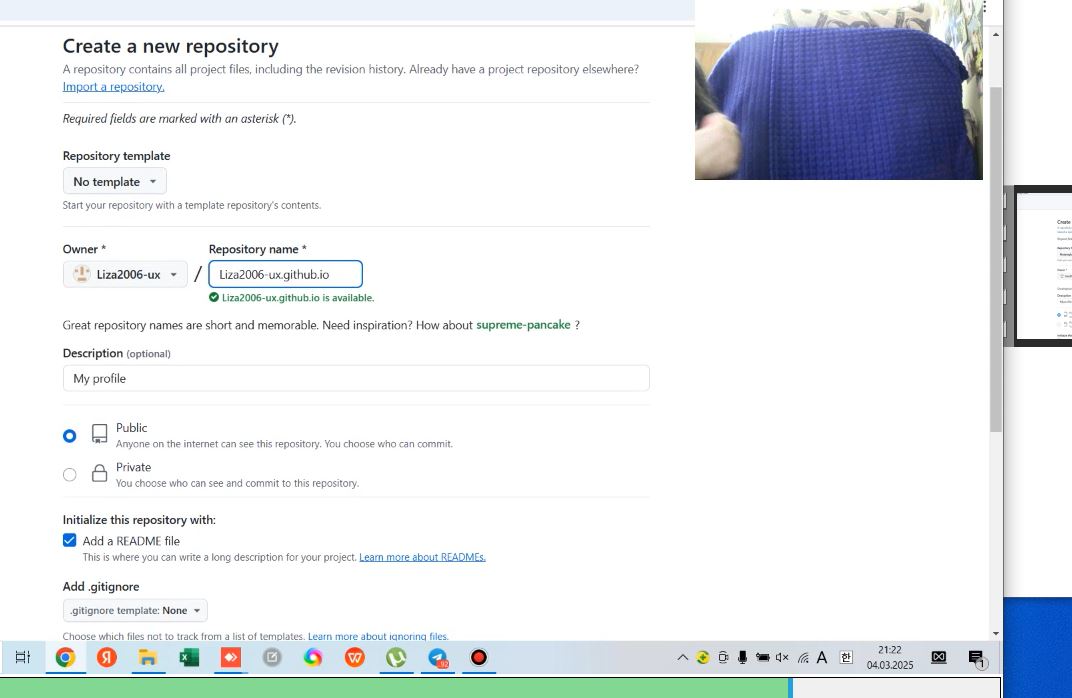 Create a new repository
A repository contains all project files, including the revision history. Already have a project repository elsewhere?
Import a repository.
Required fields are marked with an asterisk (*).
Repository template
No template
Start your repository with a template repository's contents.
Owner *
Repository name *
Liza2006-ux
/
Liza2006-ux.github.io
Liza2006-ux.github.io is available.
Great repository names are short and memorable. Need inspiration? How about supreme-pancake ?
Description (optional)
My profile
Public
Anyone on the internet can see this repository. You choose who can commit.
Private
You choose who can see and commit to this repository.
Initialize this repository with:
Add a README file
This is where you can write a long description for your project. Learn more about READMEs.
Add .gitignore
.gitignore template: None
Choose which files not to track from a list of templates. Learn more about ignoring files.
Я
W
92
A
한
21:22
04.03.2025
1